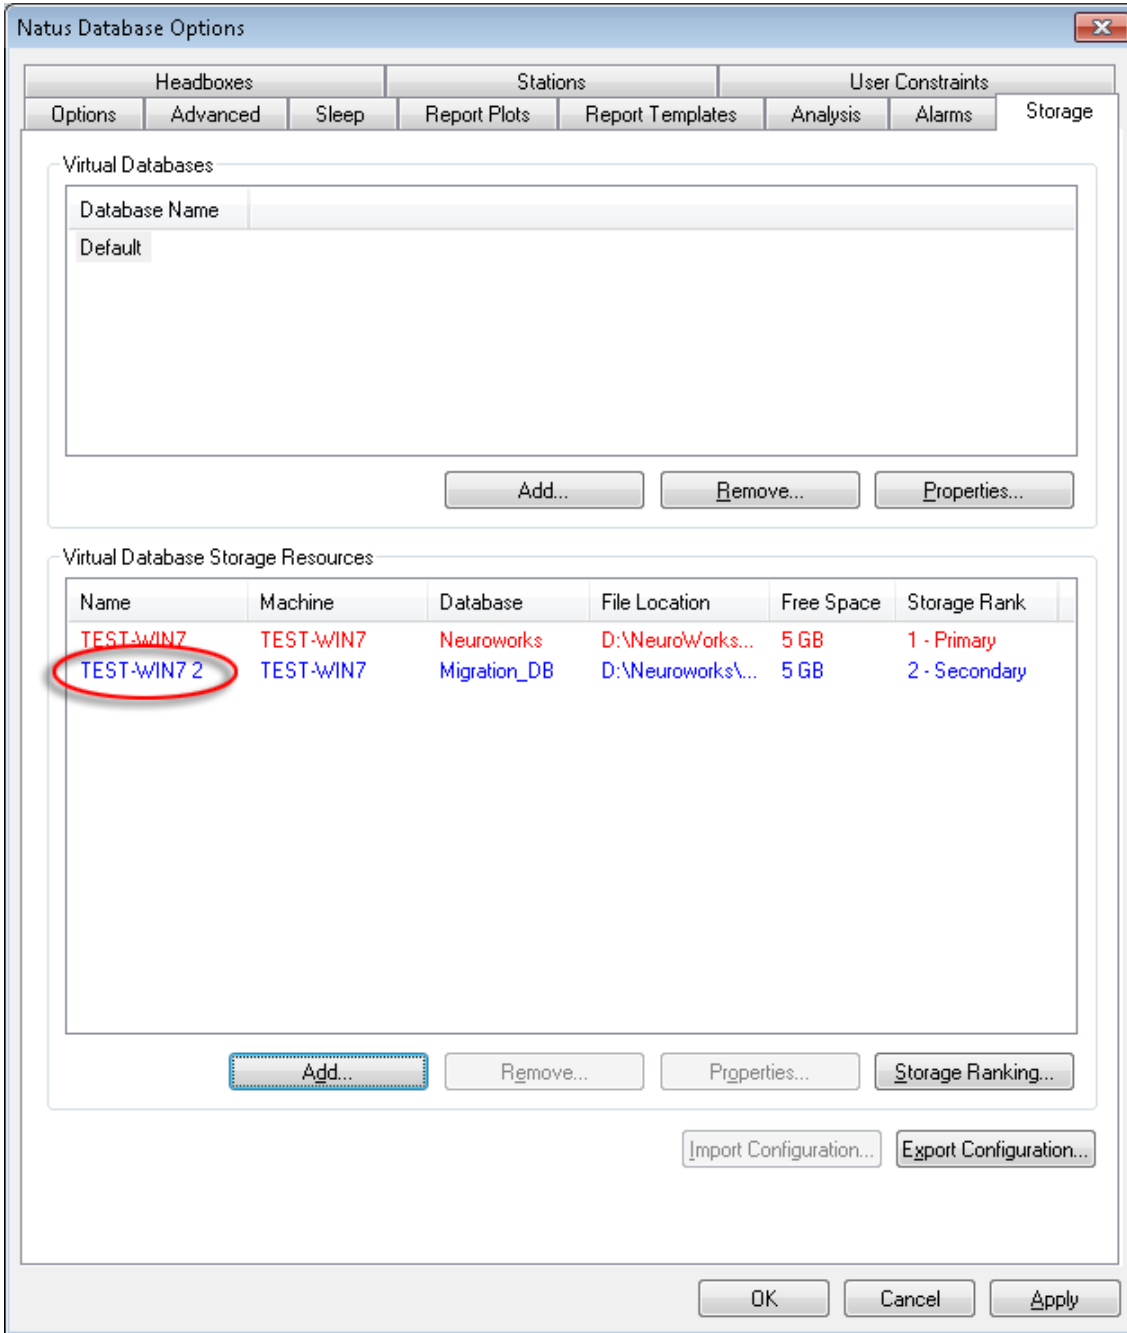 Natus Database Options
Headboxes Stations User Constraints
Options Advanced Sleep Report Plots Report Templates Analysis Alarms Storage
Virtual Databases
Database Name
Default
Add... Remove... Properties...
Virtual Database Storage Resources
Name Machine Database File Location Free Space Storage Rank
TEST-WIN7 TEST-WIN7 Neuroworks D:\NeuroWorks... 5 GB 1 - Primary
TEST-WIN7 2 TEST-WIN7 Migration_DB D:\Neuroworks\... 5 GB 2 - Secondary
Add... Remove... Properties... Storage Ranking...
Import Configuration... Export Configuration...
OK Cancel Apply